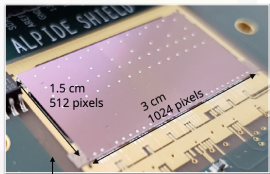 ALPIDE SHIELD
1.5 cm
512 pixels
3 cm
1024 pixels